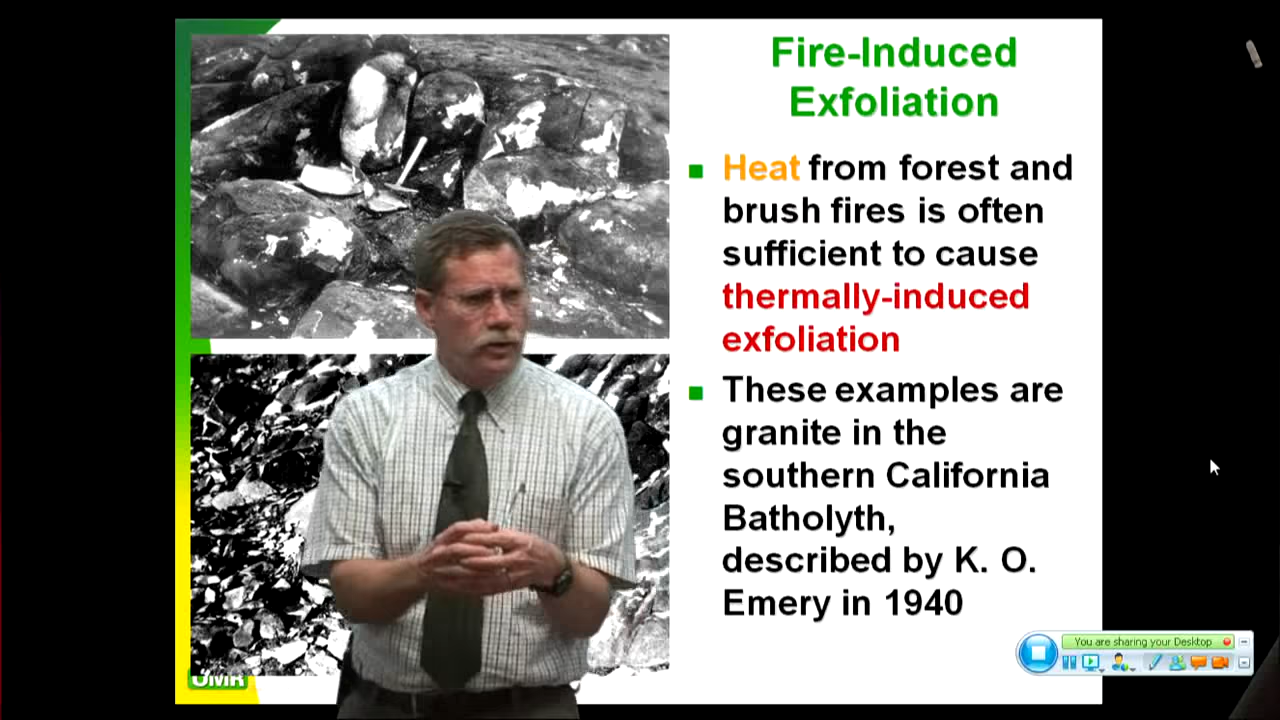 Fire-Induced
Exfoliation
Heat from forest and
brush fires is often
sufficient to cause
thermally-induced
exfoliation
These examples are
granite in the
southern California
Batholyth,
described by K. O.
Emery in 1940
You are sharing your Desktop
UMR